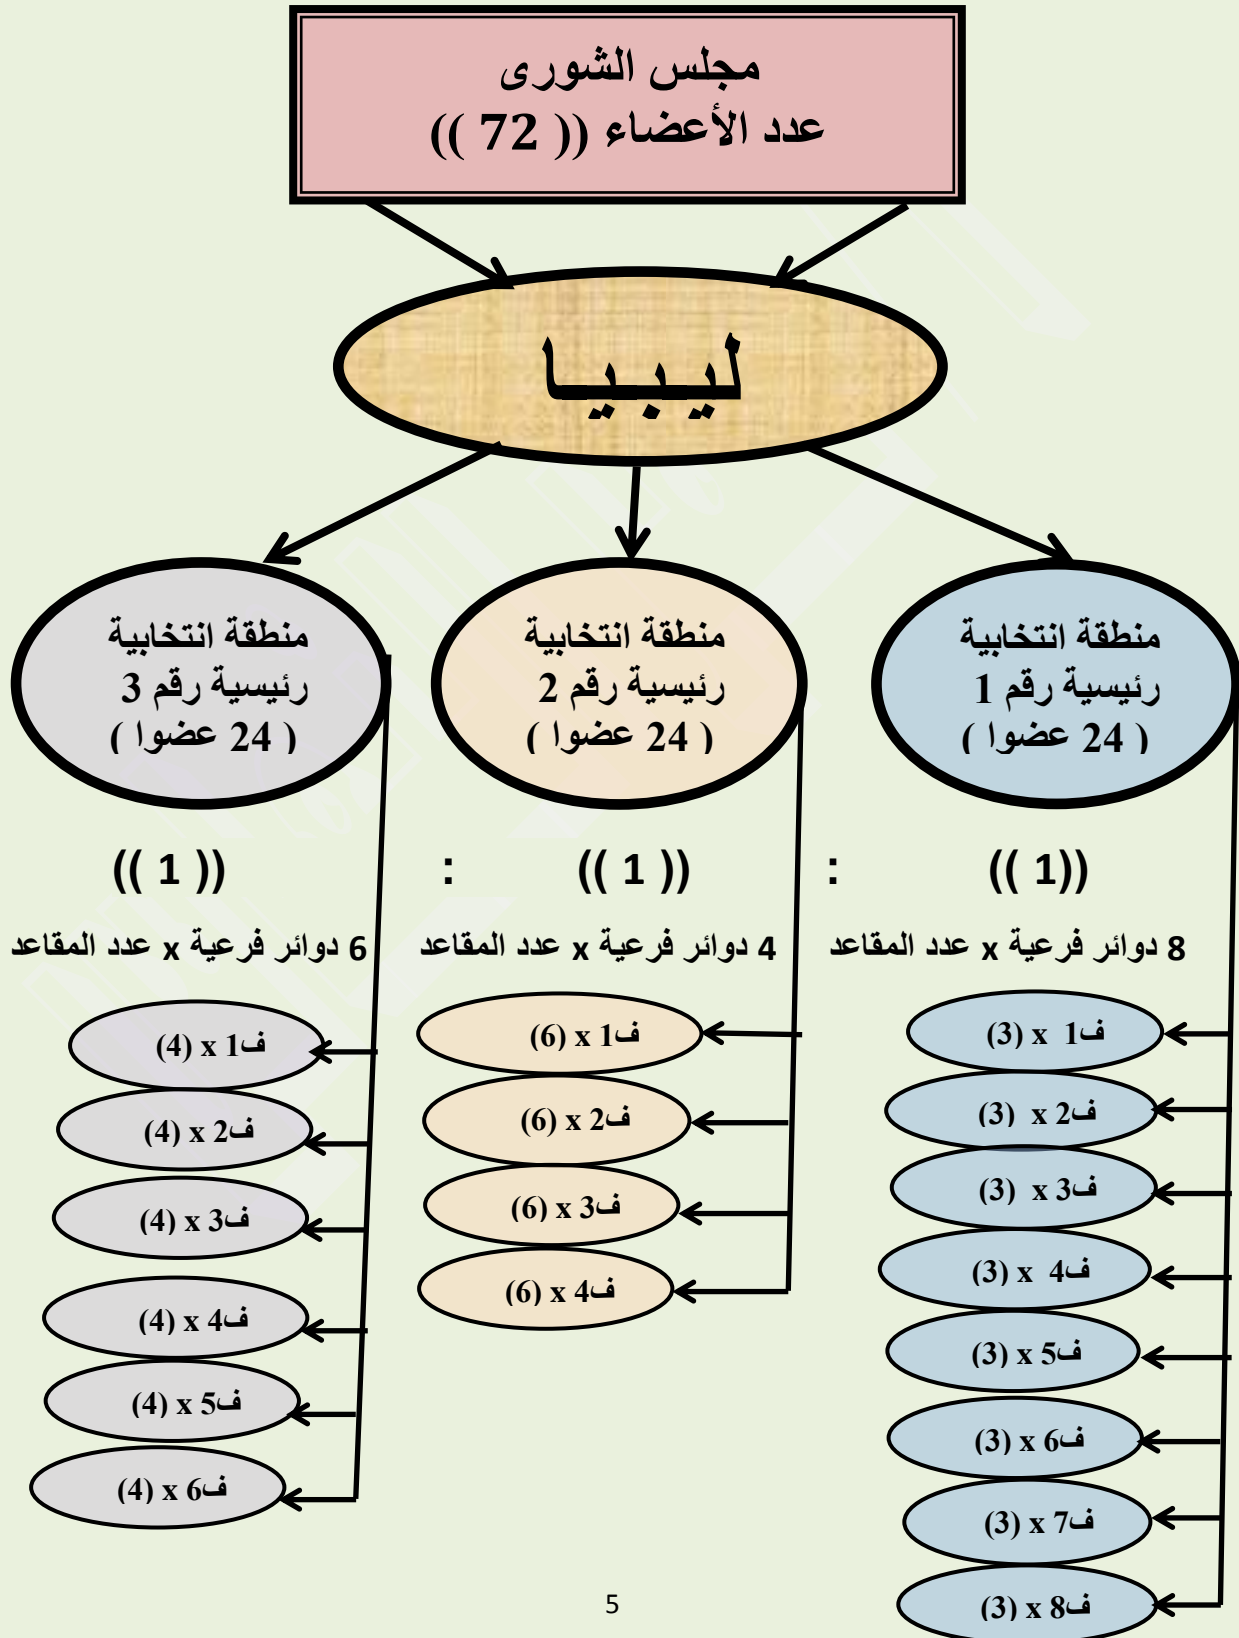 مجلس الشورى
عدد الأعضاء (( 72 ))
ليـبـيـا
منطقة انتخابية
رئيسية رقم 1
( 24 عضوا )
منطقة انتخابية
رئيسية رقم 2
( 24 عضوا )
منطقة انتخابية
رئيسية رقم 3
( 24 عضوا )
((1 )) : (( 1 )) : (( 1 ))
8 دوائر فرعية x عدد المقاعد
4 دوائر فرعية x عدد المقاعد
6 دوائر فرعية x عدد المقاعد
ف1 x (3)
ف2 x (3)
ف3 x (3)
ف4 x (3)
ف5 x (3)
ف6 x (3)
ف7 x (3)
ف8 x (3)
ف1 x (6)
ف2 x (6)
ف3 x (6)
ف4 x (6)
ف1 x (4)
ف2 x (4)
ف3 x (4)
ف4 x (4)
ف5 x (4)
ف6 x (4)
5